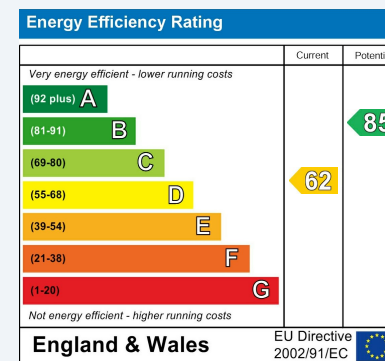 Energy Efficiency Rating
Current Potenti
Very energy efficient - lower running costs
(92 plus) A
(81-91) B
85
(69-80) C
(55-68) D
62
(39-54) E
(21-38) F
(1-20) G
Not energy efficient - higher running costs
England & Wales
EU Directive
2002/91/EC